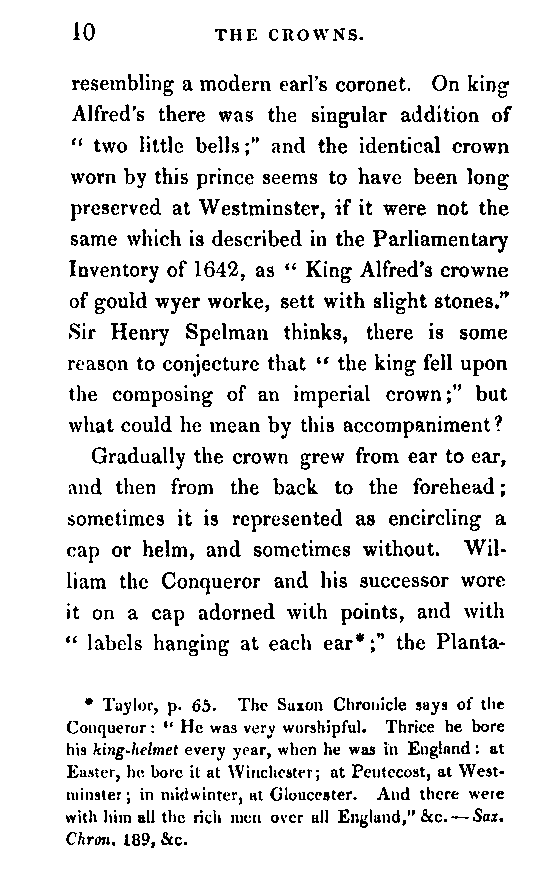 10 THE CROWNS.
resembling a modern earl's coronet. On king
Alfred's there was the singular addition of
“ two little bells;” and the identical crown
worn by this prince seems to have been long
preserved at Westminster, if it were not the
same which is described in the Parliamentary
Inventory of 1642, as “ King Alfred's crowne
of gould wyer worke, sett with slight stones.”
Sir Henry Spelman thinks, there is some
reason to conjecture that “ the king fell upon
the composing of an imperial crown;” but
what could he mean by this accompaniment?
Gradually the crown grew from ear to ear,
and then from the back to the forehead;
sometimes it is represented as encircling a
cap or helm, and sometimes without. Wil-
liam the Conqueror and his successor wore
it on a cap adorned with points, and with
“ labels hanging at each ear*;” the Planta-
* Taylor, p. 65. The Saxon Chronicle says of the
Conqueror: “ He was very worshipful. Thrice he bore
his king-helmet every year, when he was in England: at
Easter, he bore it at Winchester; at Pentecost, at West-
minster; in midwinter, at Gloucester. And there were
with him all the rich men over all England,” &c.—Sax.
Chron. 189, &c.